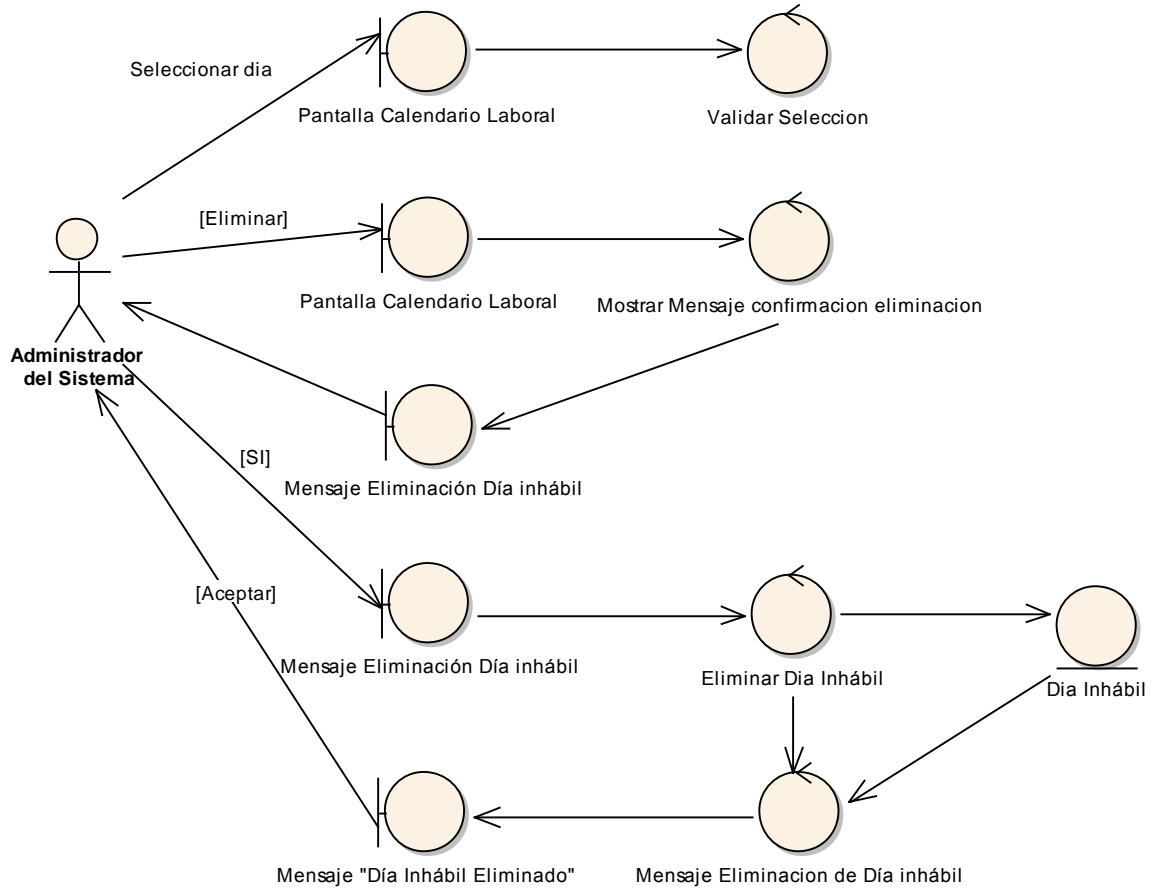 Seleccionar dia
Pantalla Calendario Laboral
Validar Seleccion
[Eliminar]
Pantalla Calendario Laboral
Mostrar Mensaje confirmacion eliminacion
Administrador
del Sistema
[SI]
Mensaje Eliminación Día inhábil
[Aceptar]
Mensaje Eliminación Día inhábil
Eliminar Dia Inhábil
Dia Inhábil
Mensaje "Día Inhábil Eliminado"
Mensaje Eliminacion de Día inhábil